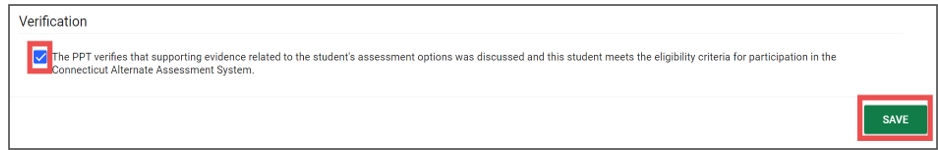 Verification
The PPT verifies that supporting evidence related to the student's assessment options was discussed and this student meets the eligibility criteria for participation in the
Connecticut Alternate Assessment System.
SAVE